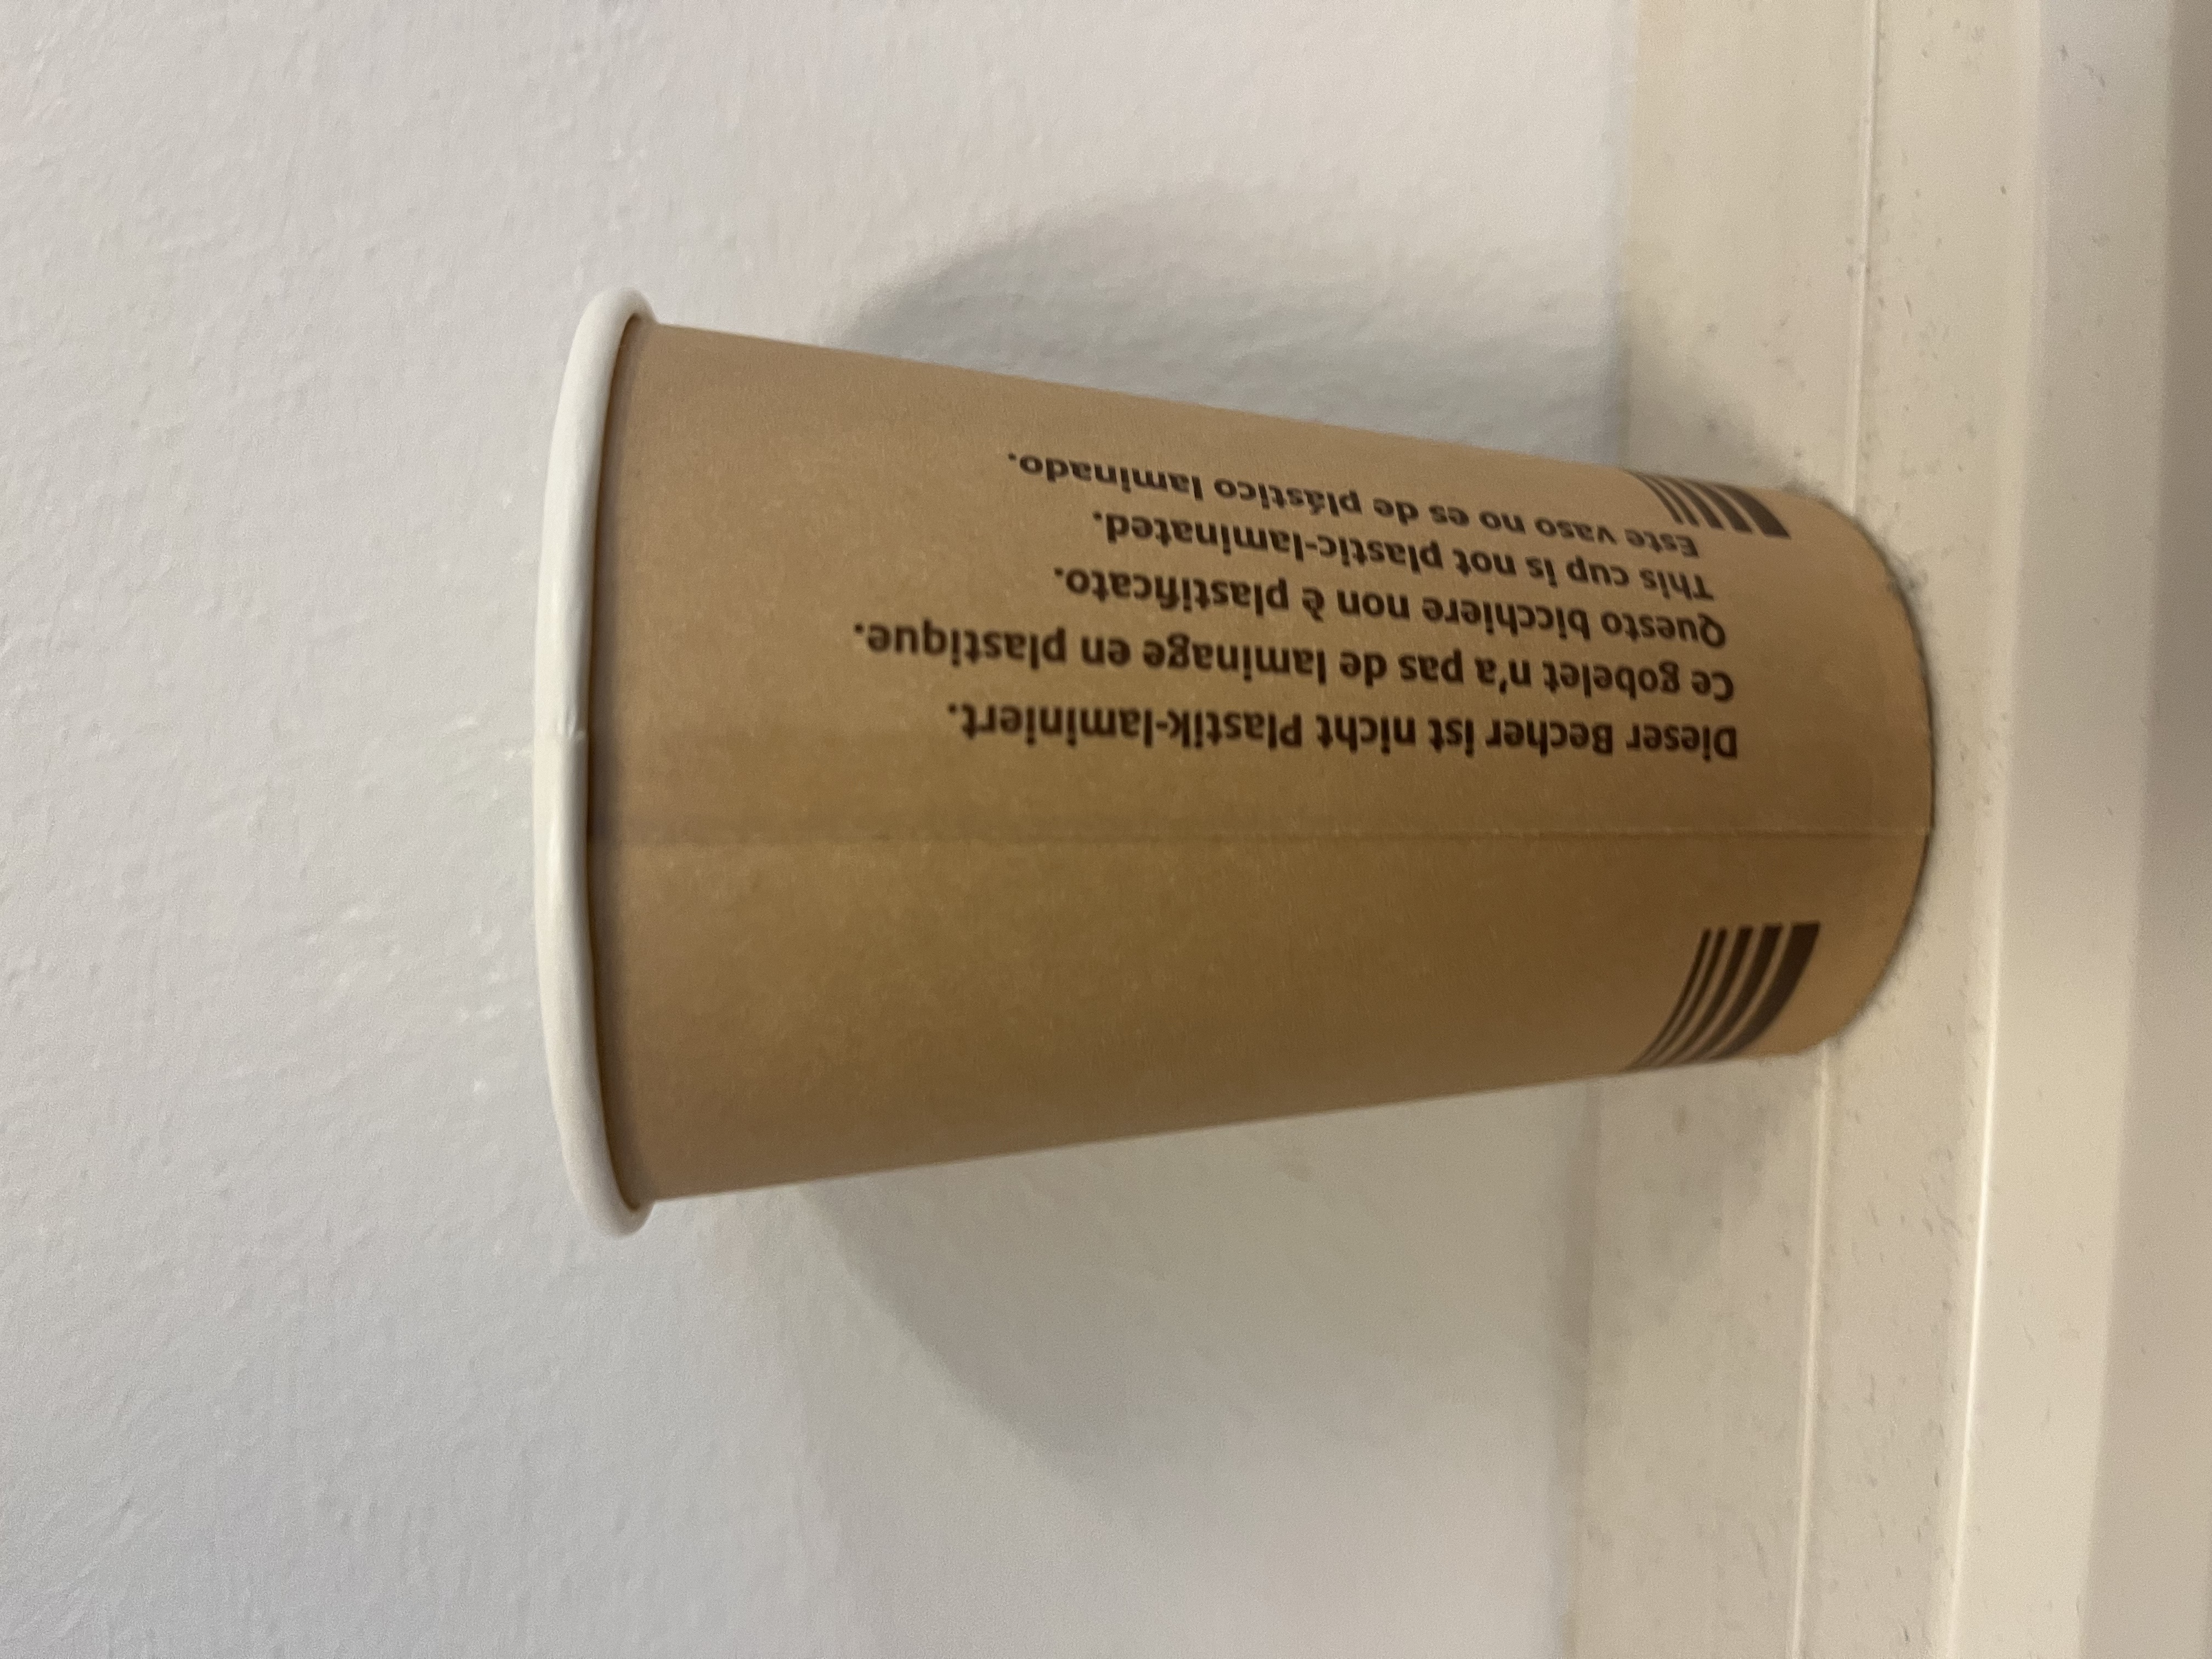 Dieser Becher ist nicht Plastik-laminiert.
Ce gobelet n'a pas de laminage en plastique.
Questo bicchiere non è plastificato.
This cup is not plastic-laminated.
Este vaso no es de plástico laminado.